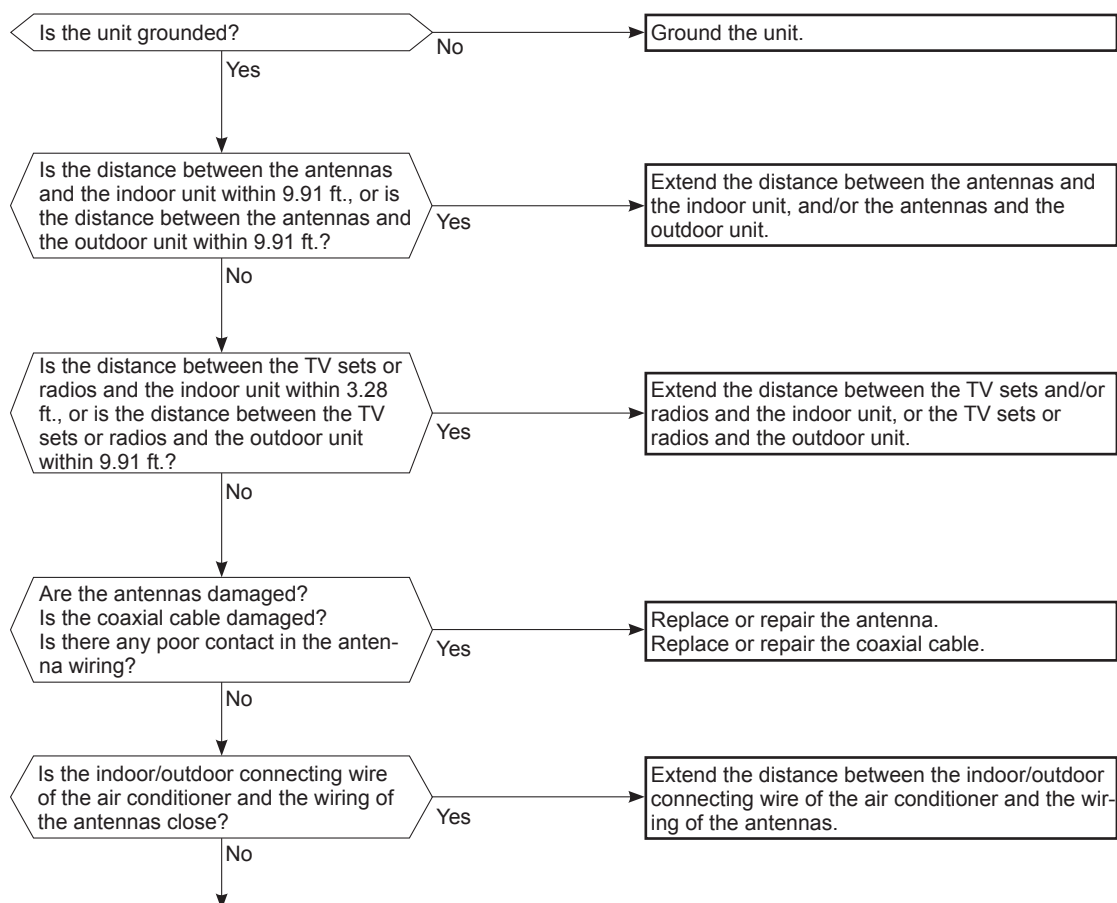 Is the unit grounded?
No
Ground the unit.
Yes
Is the distance between the antennas
and the indoor unit within 9.91 ft., or is
the distance between the antennas and
the outdoor unit within 9.91 ft.?
Yes
Extend the distance between the antennas and
the indoor unit, and/or the antennas and the
outdoor unit.
No
Is the distance between the TV sets or
radios and the indoor unit within 3.28
ft., or is the distance between the TV
sets or radios and the outdoor unit
within 9.91 ft.?
Yes
Extend the distance between the TV sets and/or
radios and the indoor unit, or the TV sets or
radios and the outdoor unit.
No
Are the antennas damaged?
Is the coaxial cable damaged?
Is there any poor contact in the anten-
na wiring?
Yes
Replace or repair the antenna.
Replace or repair the coaxial cable.
No
Is the indoor/outdoor connecting wire
of the air conditioner and the wiring of
the antennas close?
Yes
Extend the distance between the indoor/outdoor
connecting wire of the air conditioner and the wir-
ing of the antennas.
No